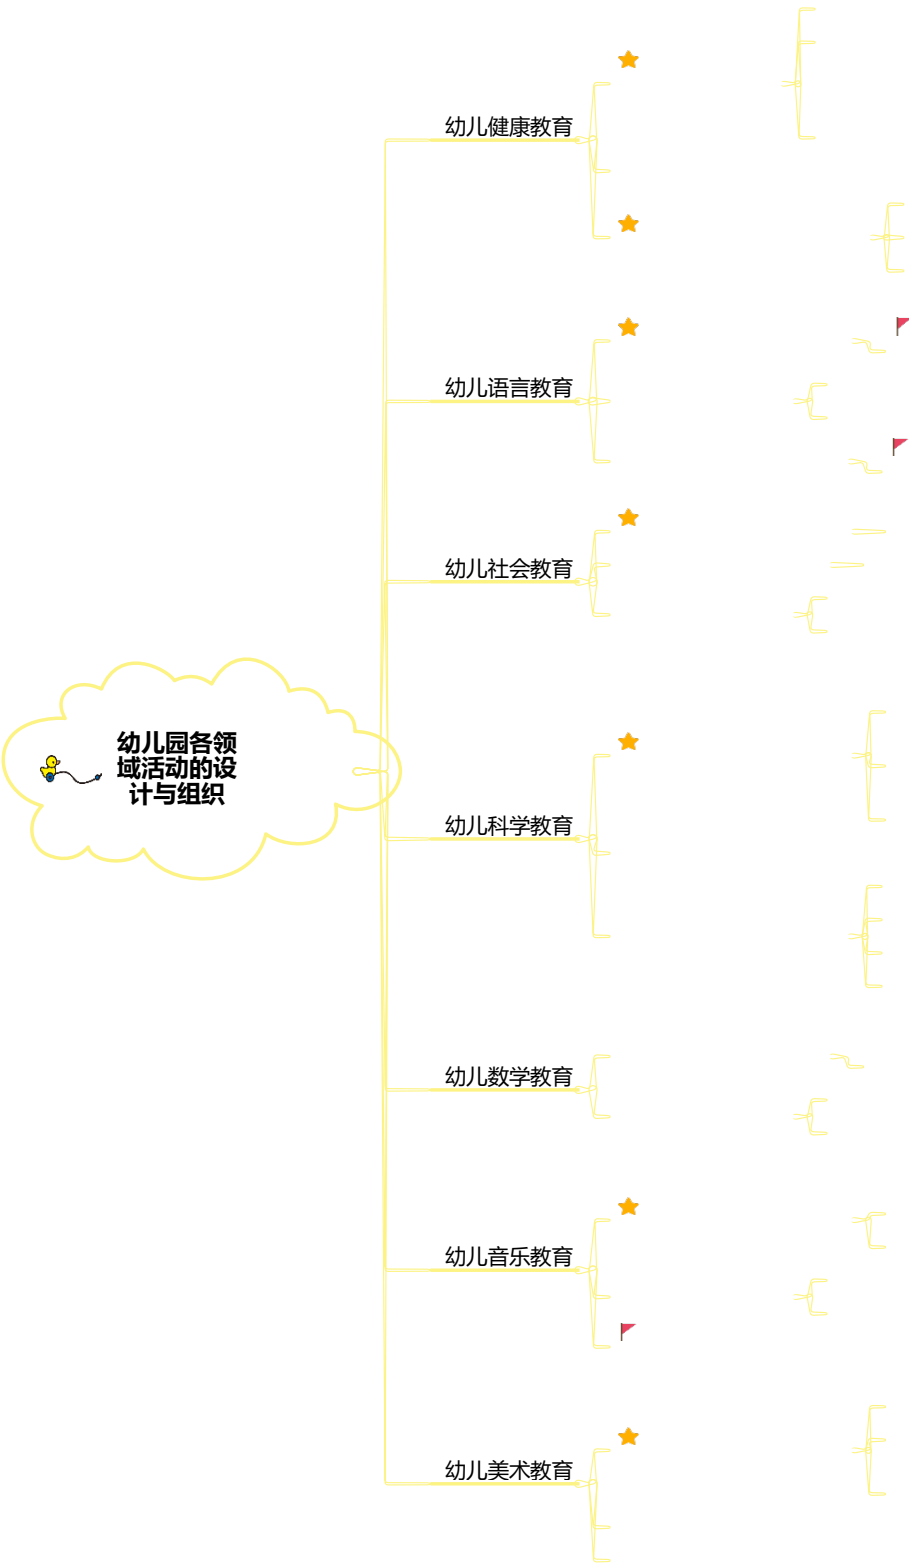 幼儿健康教育
幼儿语言教育
幼儿社会教育
幼儿园各领
域活动的设
计与组织
幼儿科学教育
幼儿数学教育
幼儿音乐教育
幼儿美术教育